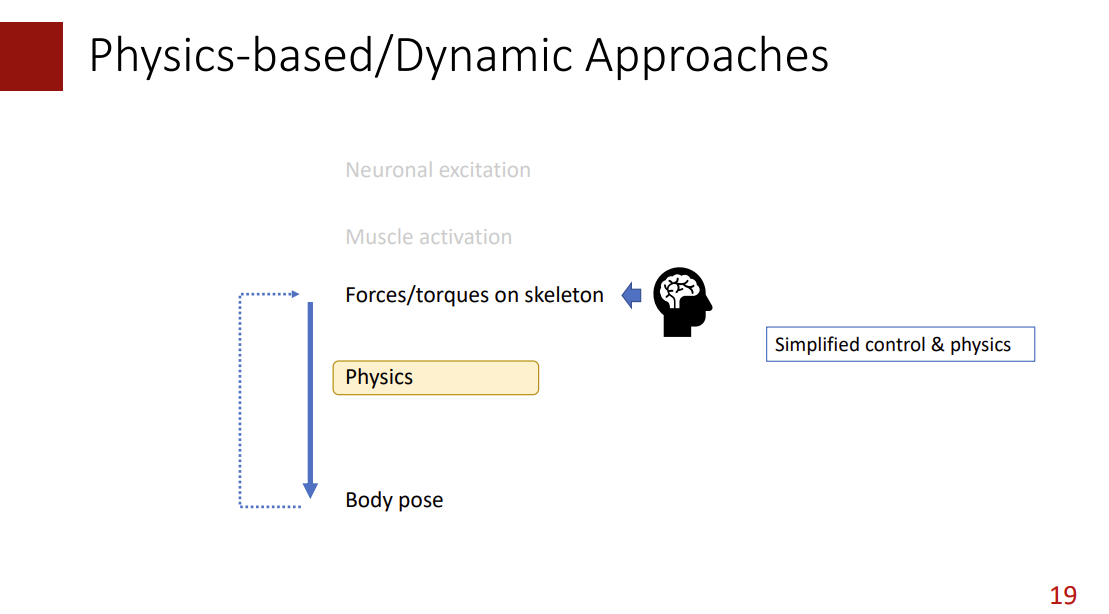 Physics-based/Dynamic Approaches
Neuronal excitation
Muscle activation
Forces/torques on skeleton
Simplified control & physics
Physics
Body pose
19